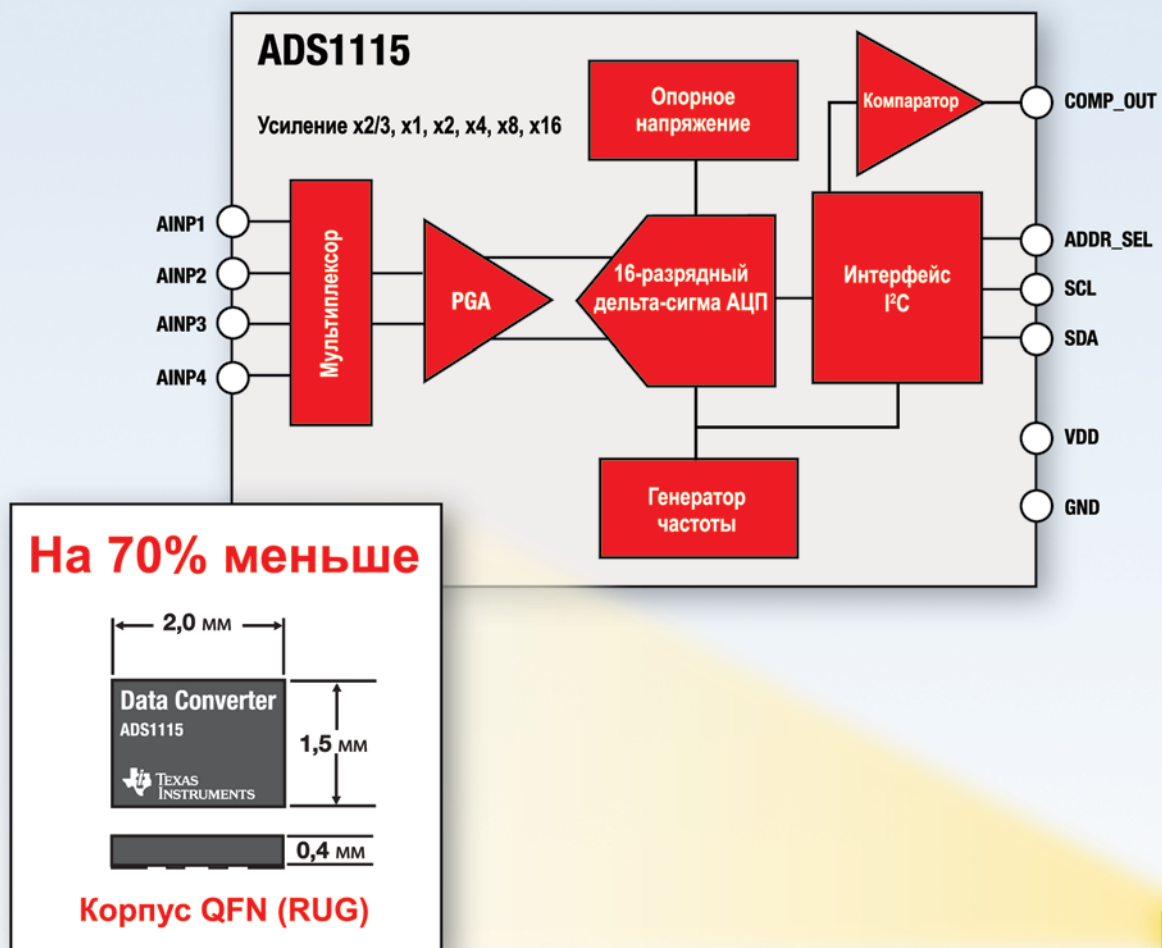 ADS1115
Усиление x2/3, x1, x2, x4, x8, x16
Опорное
напряжение
Компаратор
COMP_OUT
AINP1
AINP2
AINP3
AINP4
Мультиплексор
PGA
16-разрядный
дельта-сигма АЦП
Интерфейс
I²C
ADDR_SEL
SCL
SDA
VDD
GND
Генератор
частоты
На 70% меньше
2,0 мм
Data Converter
ADS1115
TEXAS
INSTRUMENTS
1,5 мм
0,4 мм
Корпус QFN (RUG)